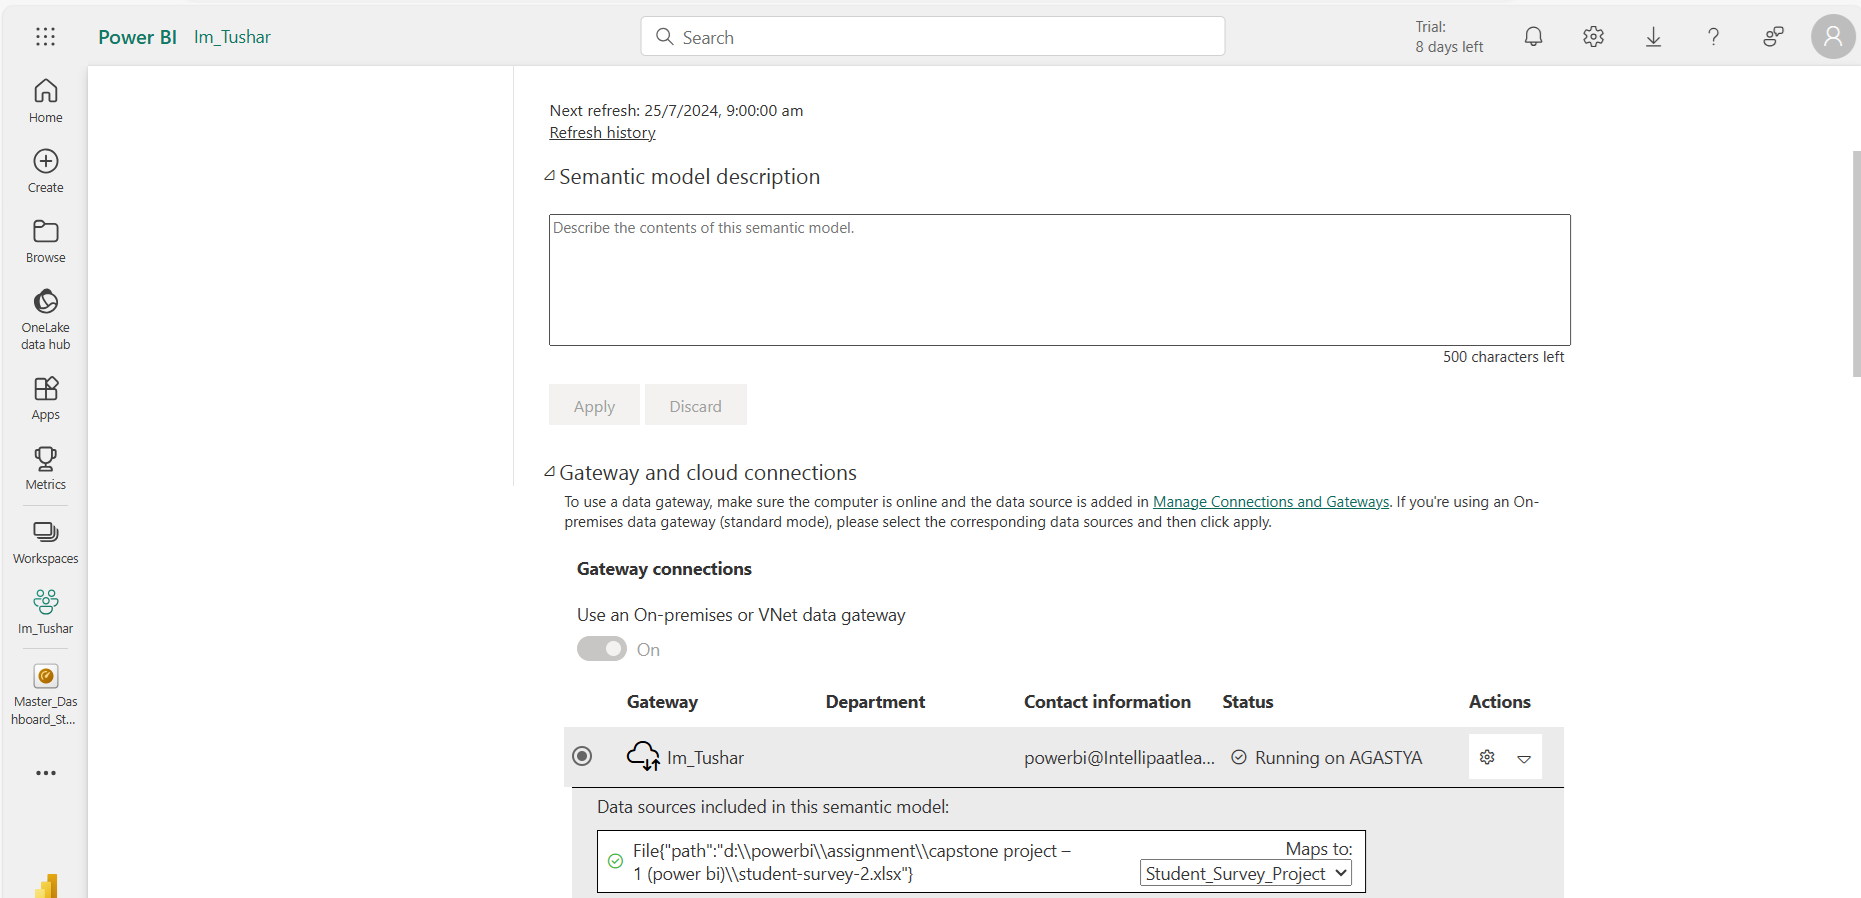 Power BI Im_Tushar
Search
Trial:
8 days left
Home
Create
Browse
OneLake
data hub
Apps
Metrics
Workspaces
Im_Tushar
Master_Das
hboard_St...
Next refresh: 25/7/2024, 9:00:00 am
Refresh history
Semantic model description
Describe the contents of this semantic model.
500 characters left
Apply Discard
Gateway and cloud connections
To use a data gateway, make sure the computer is online and the data source is added in Manage Connections and Gateways. If you're using an On-
premises data gateway (standard mode), please select the corresponding data sources and then click apply.
Gateway connections
Use an On-premises or VNet data gateway
On
Gateway Department Contact information Status Actions
Im_Tushar powerbi@Intellipaatlea... Running on AGASTYA
Data sources included in this semantic model:
File{"path":"d:\\powerbi\\assignment\\capstone project –
1 (power bi)\\student-survey-2.xlsx"}
Maps to:
Student_Survey_Project